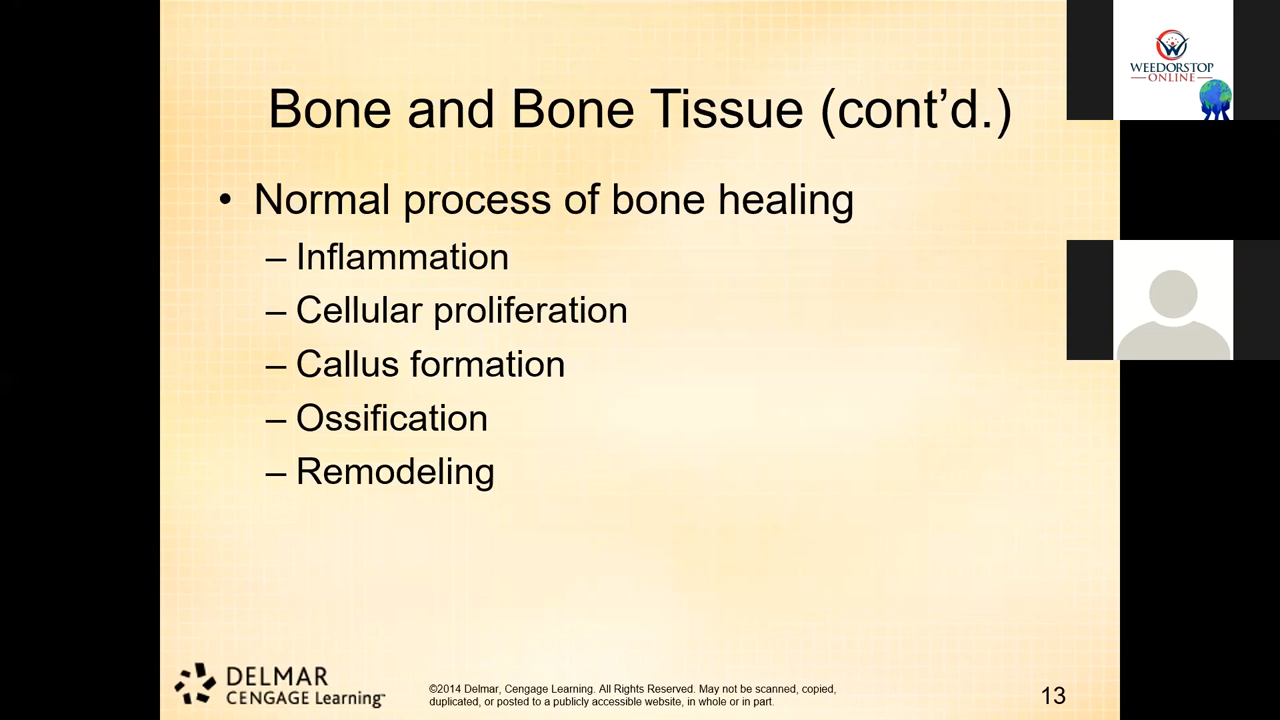 Bone and Bone Tissue (cont’d.)
• Normal process of bone healing
– Inflammation
– Cellular proliferation
– Callus formation
– Ossification
– Remodeling
DELMAR
CENGAGE Learning™
©2014 Delmar, Cengage Learning. All Rights Reserved. May not be scanned, copied,
duplicated, or posted to a publicly accessible website, in whole or in part.
13
WEEDORSTOP
ONLINE